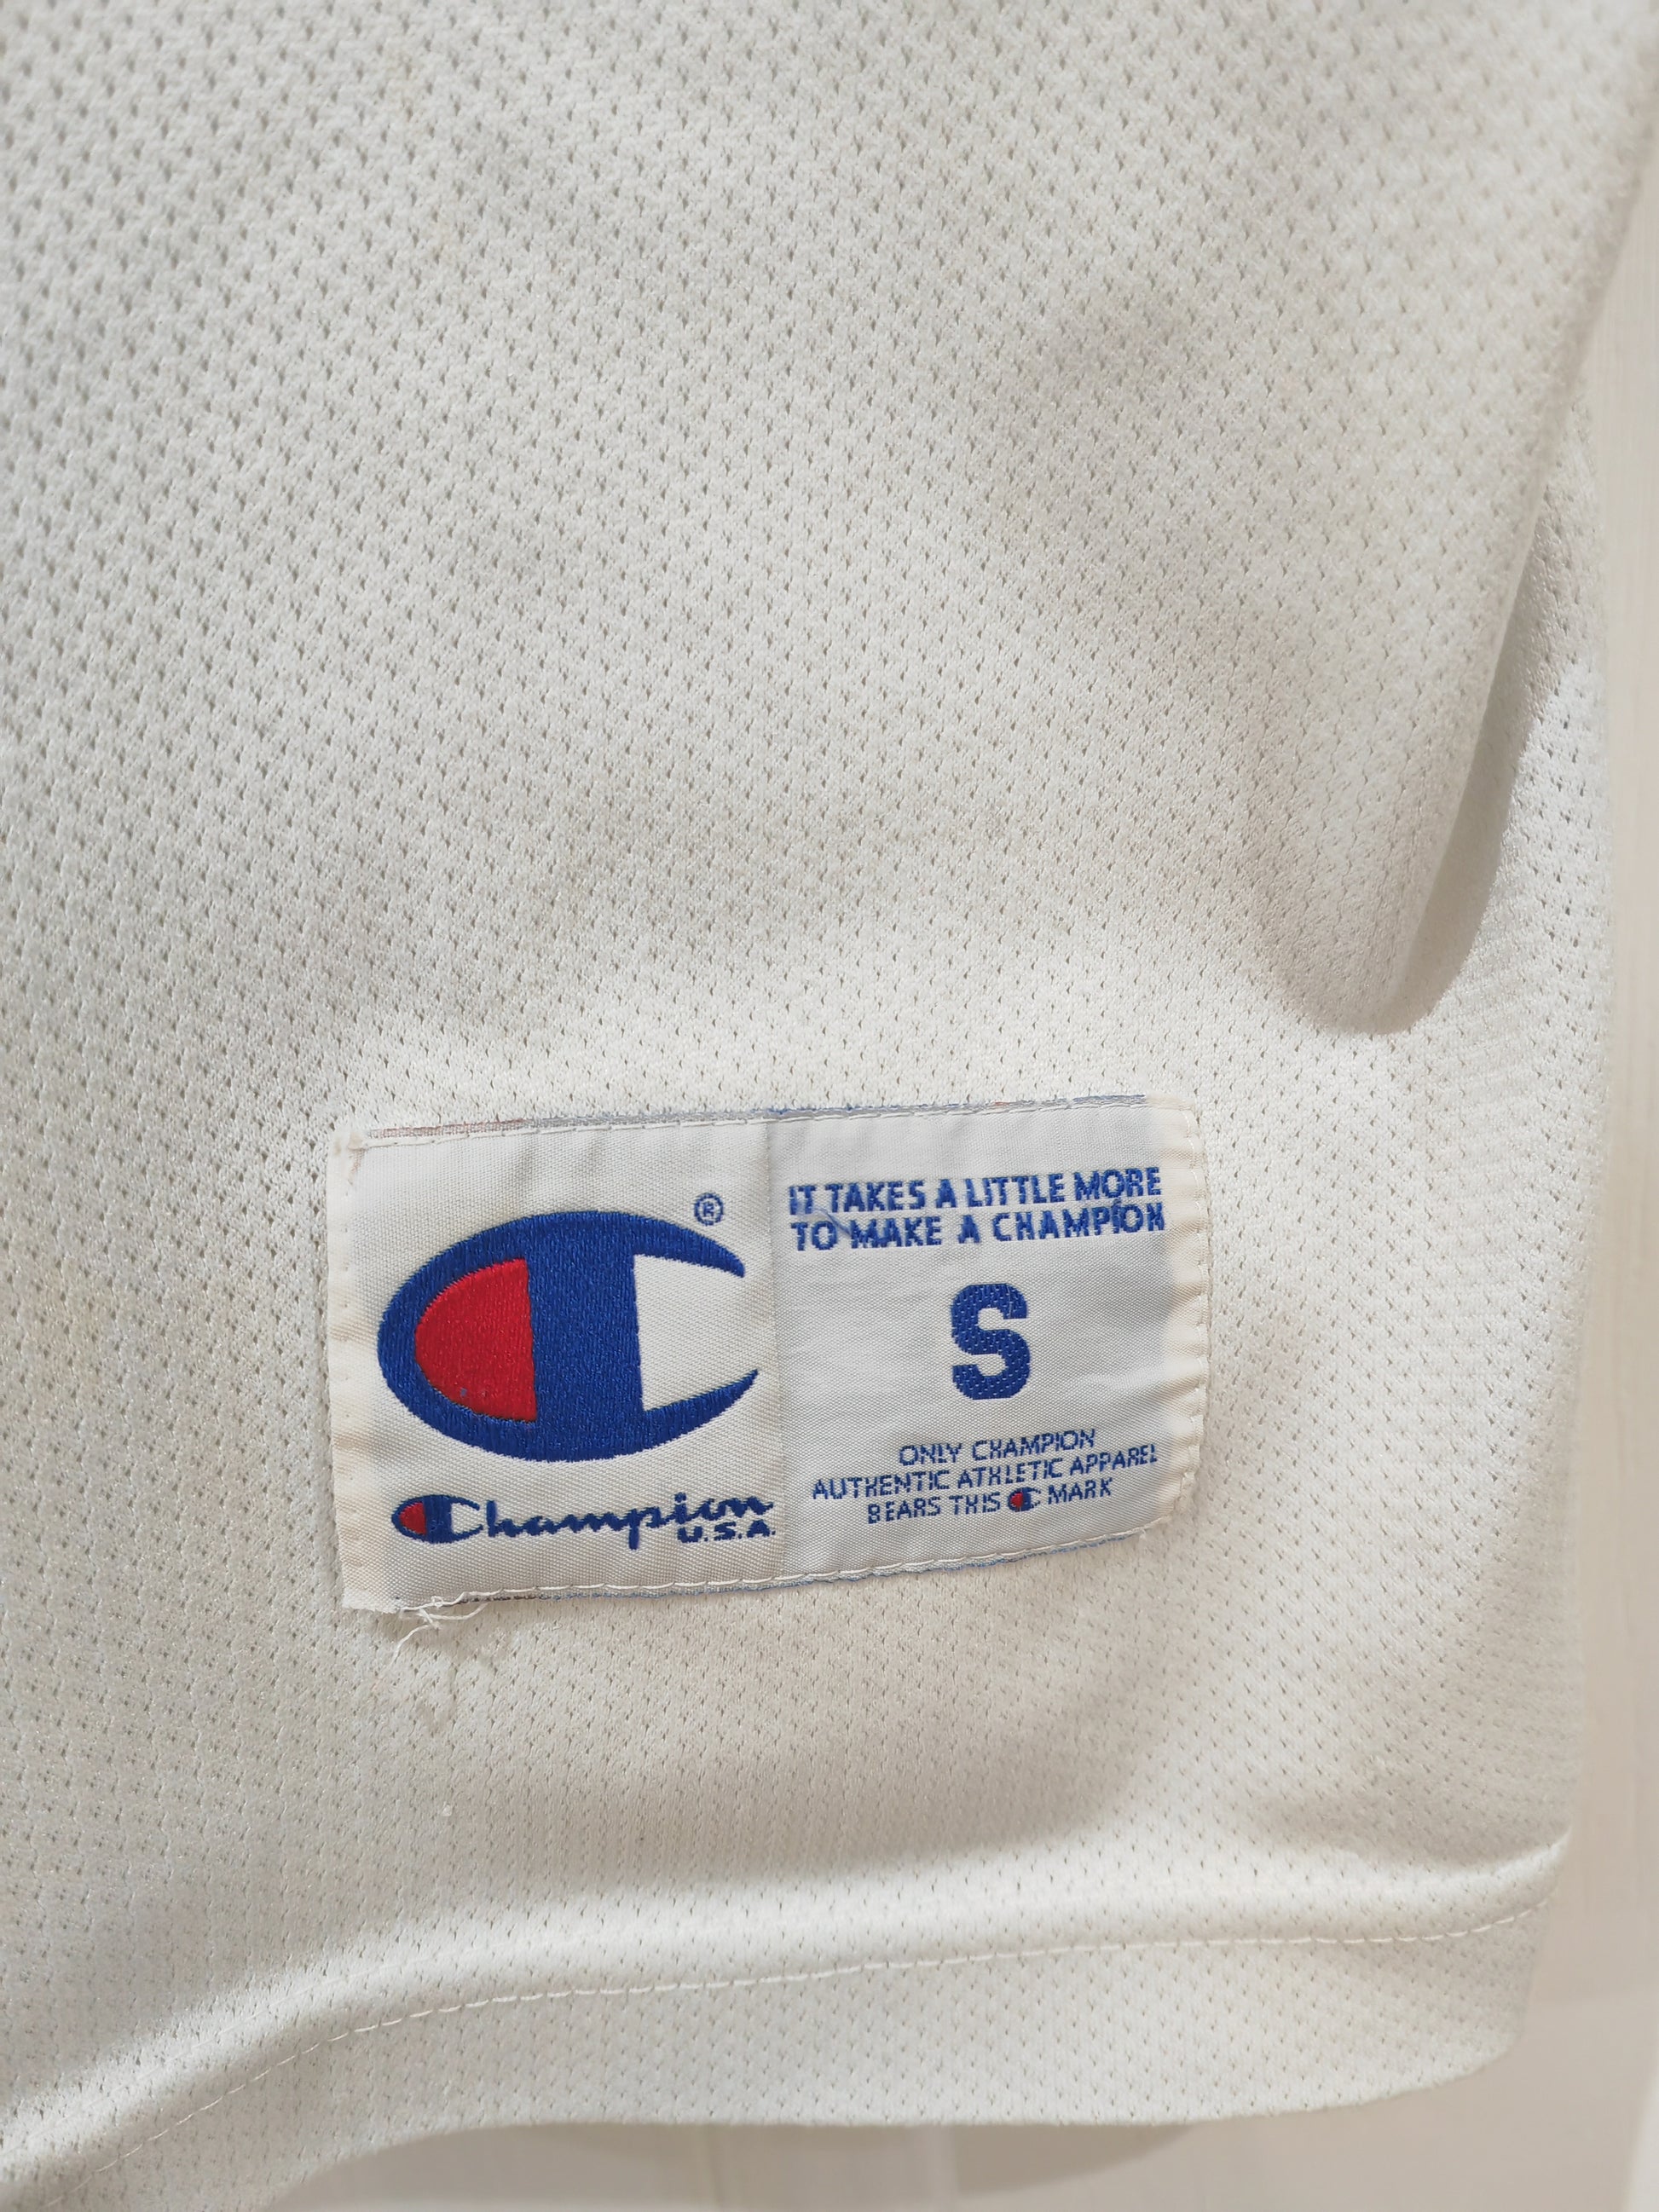 ®
Champion
U.S.A.
IT TAKES A LITTLE MORE
TO MAKE A CHAMPION
S
ONLY CHAMPION
AUTHENTIC ATHLETIC APPAREL
BEARS THIS C MARK